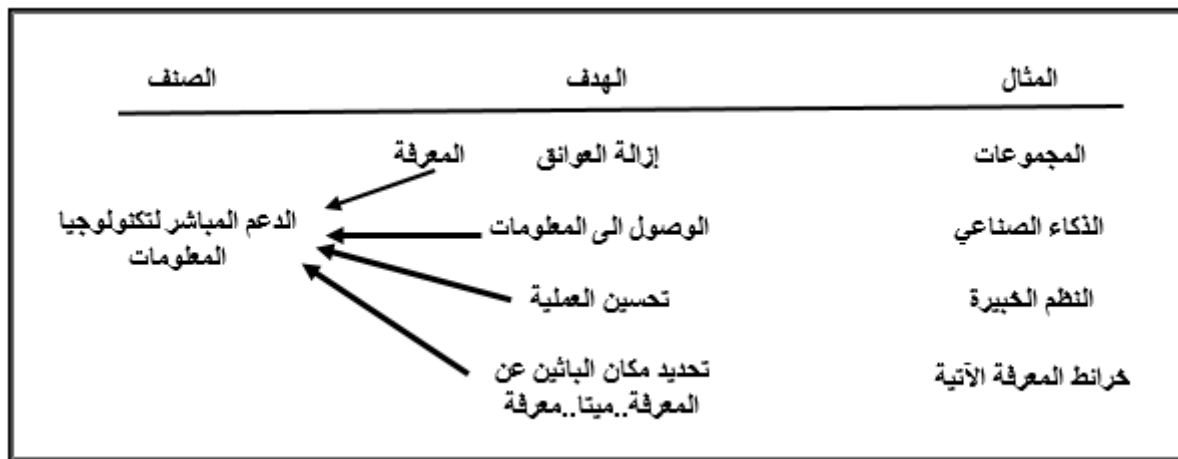 المثال الهدف الصنف
المجموعات إزالة العوائق المعرفة
الذكاء الصناعي الوصول الى المعلومات الدعم المباشر لتكنولوجيا
المعلومات
النظم الخبيرة تحسين العملية
خرائط المعرفة الآتية تحديد مكان الباثين عن
المعرفة..ميتا..معرفة